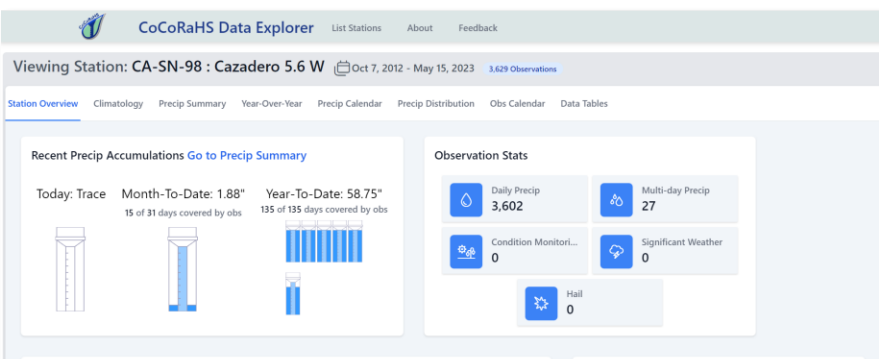 CoCoRaHS Data Explorer List Stations About Feedback
Viewing Station: CA-SN-98 : Cazadero 5.6 W Oct 7, 2012 - May 15, 2023 3,629 Observations
Station Overview Climatology Precip Summary Year-Over-Year Precip Calendar Precip Distribution Obs Calendar Data Tables
Recent Precip Accumulations Go to Precip Summary
Today: Trace
Month-To-Date: 1.88"
15 of 31 days covered by obs
Year-To-Date: 58.75"
135 of 135 days covered by obs
Observation Stats
Daily Precip
3,602
Multi-day Precip
27
Condition Monitori...
0
Significant Weather
0
Hail
0